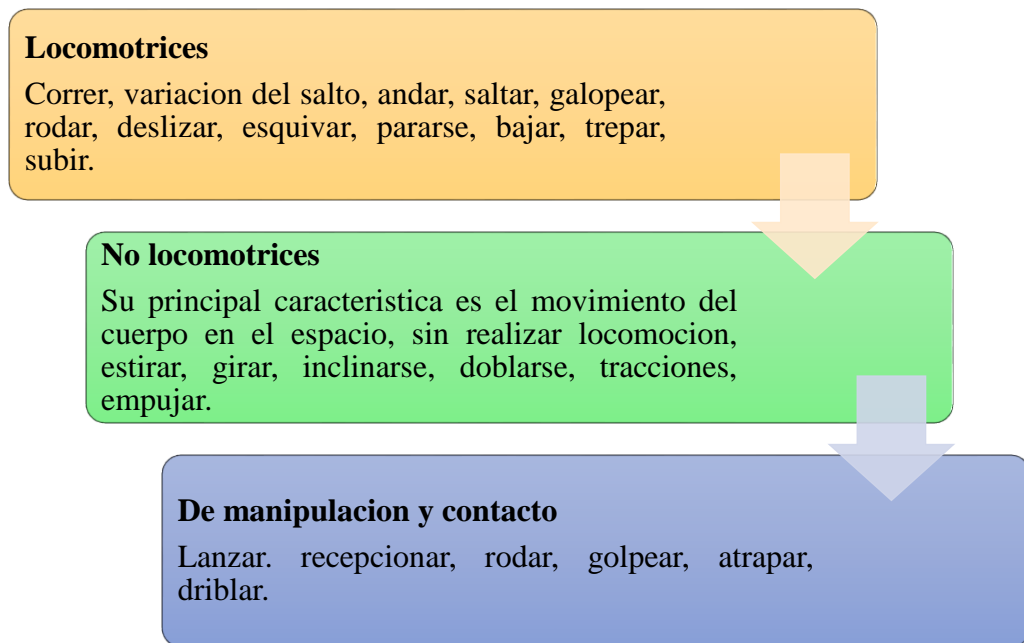 Locomotrices
Correr, variacion del salto, andar, saltar, galopear,
rodar, deslizar, esquivar, pararse, bajar, trepar,
subir.
No locomotrices
Su principal caracteristica es el movimiento del
cuerpo en el espacio, sin realizar locomocion,
estirar, girar, inclinarse, doblarse, tracciones,
empujar.
De manipulacion y contacto
Lanzar. recepcionar, rodar, golpear, atrapar,
driblar.